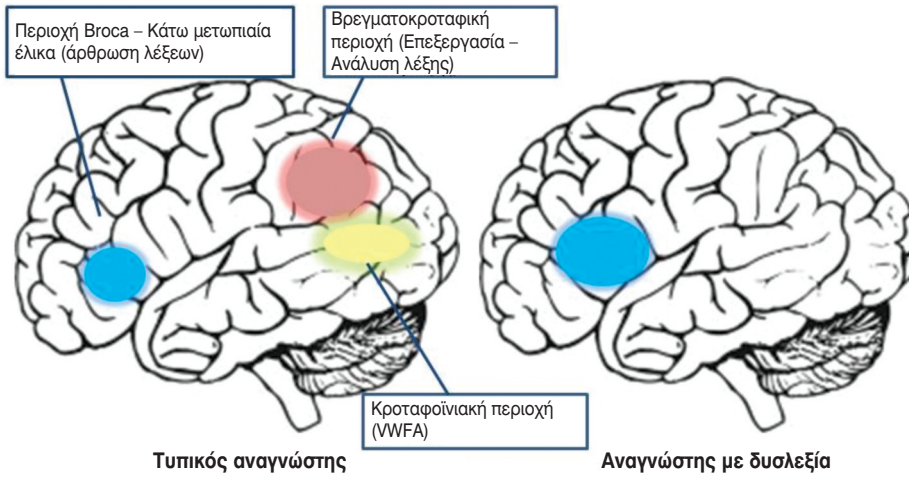 Περιοχή Broca – Κάτω μετωπιαία
έλικα (άρθρωση λέξεων)
Βρεγματοκροταφική
περιοχή (Επεξεργασία –
Ανάλυση λέξης)
Κροταφοϊνιακή περιοχή
(VWFA)
Τυπικός αναγνώστης
Αναγνώστης με δυσλεξία